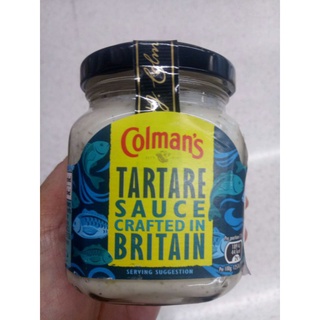 Colman's
TARTARE
SAUCE
CRAFTED IN
BRITAIN
SERVING SUGGESTION